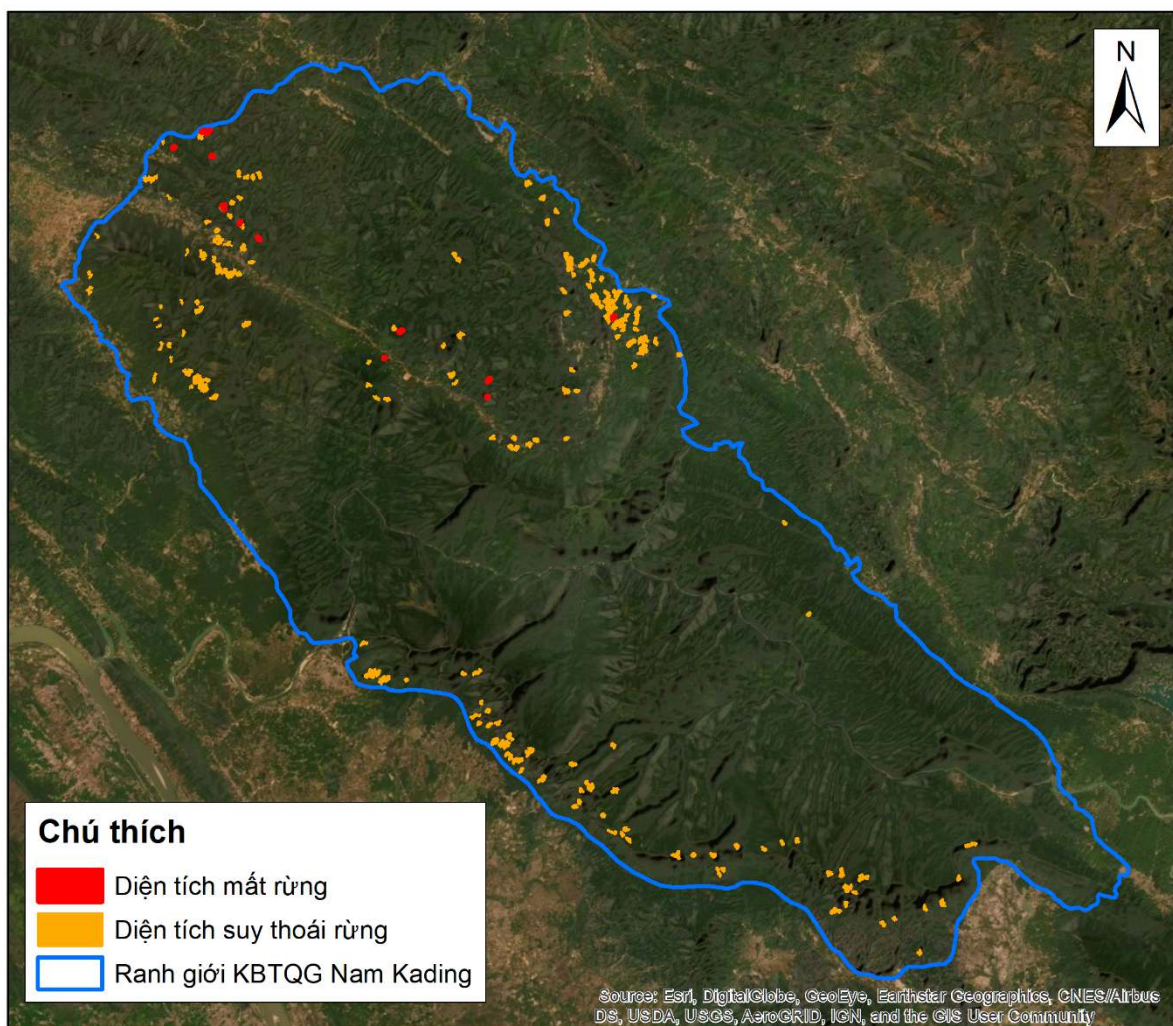 N
Chú thích
Diện tích mất rừng
Diện tích suy thoái rừng
Ranh giới KBTQG Nam Kading
Source: Esri, DigitalGlobe, GeoEye, Earthstar Geographics, CNES/Airbus
DS, USDA, USGS, AeroGRID, IGN, and the GIS User Community